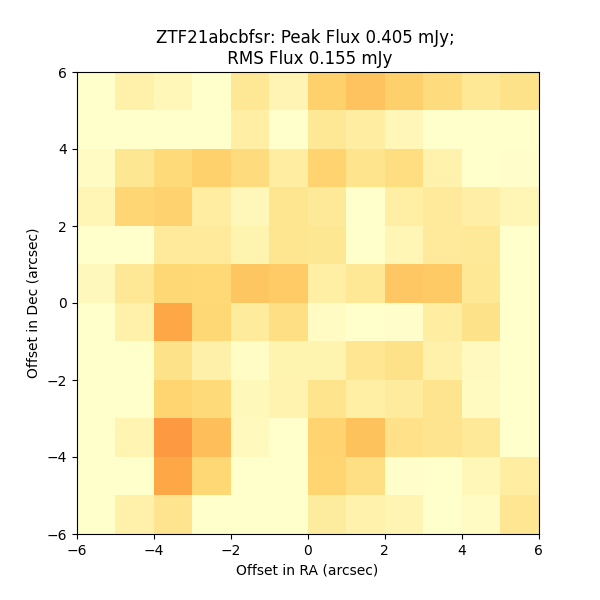 ZTF21abcbfsr: Peak Flux 0.405 mJy;
RMS Flux 0.155 mJy
6
4
2
0
−2
−4
−6
Offset in Dec (arcsec)
−6 −4 −2 0 2 4 6
Offset in RA (arcsec)